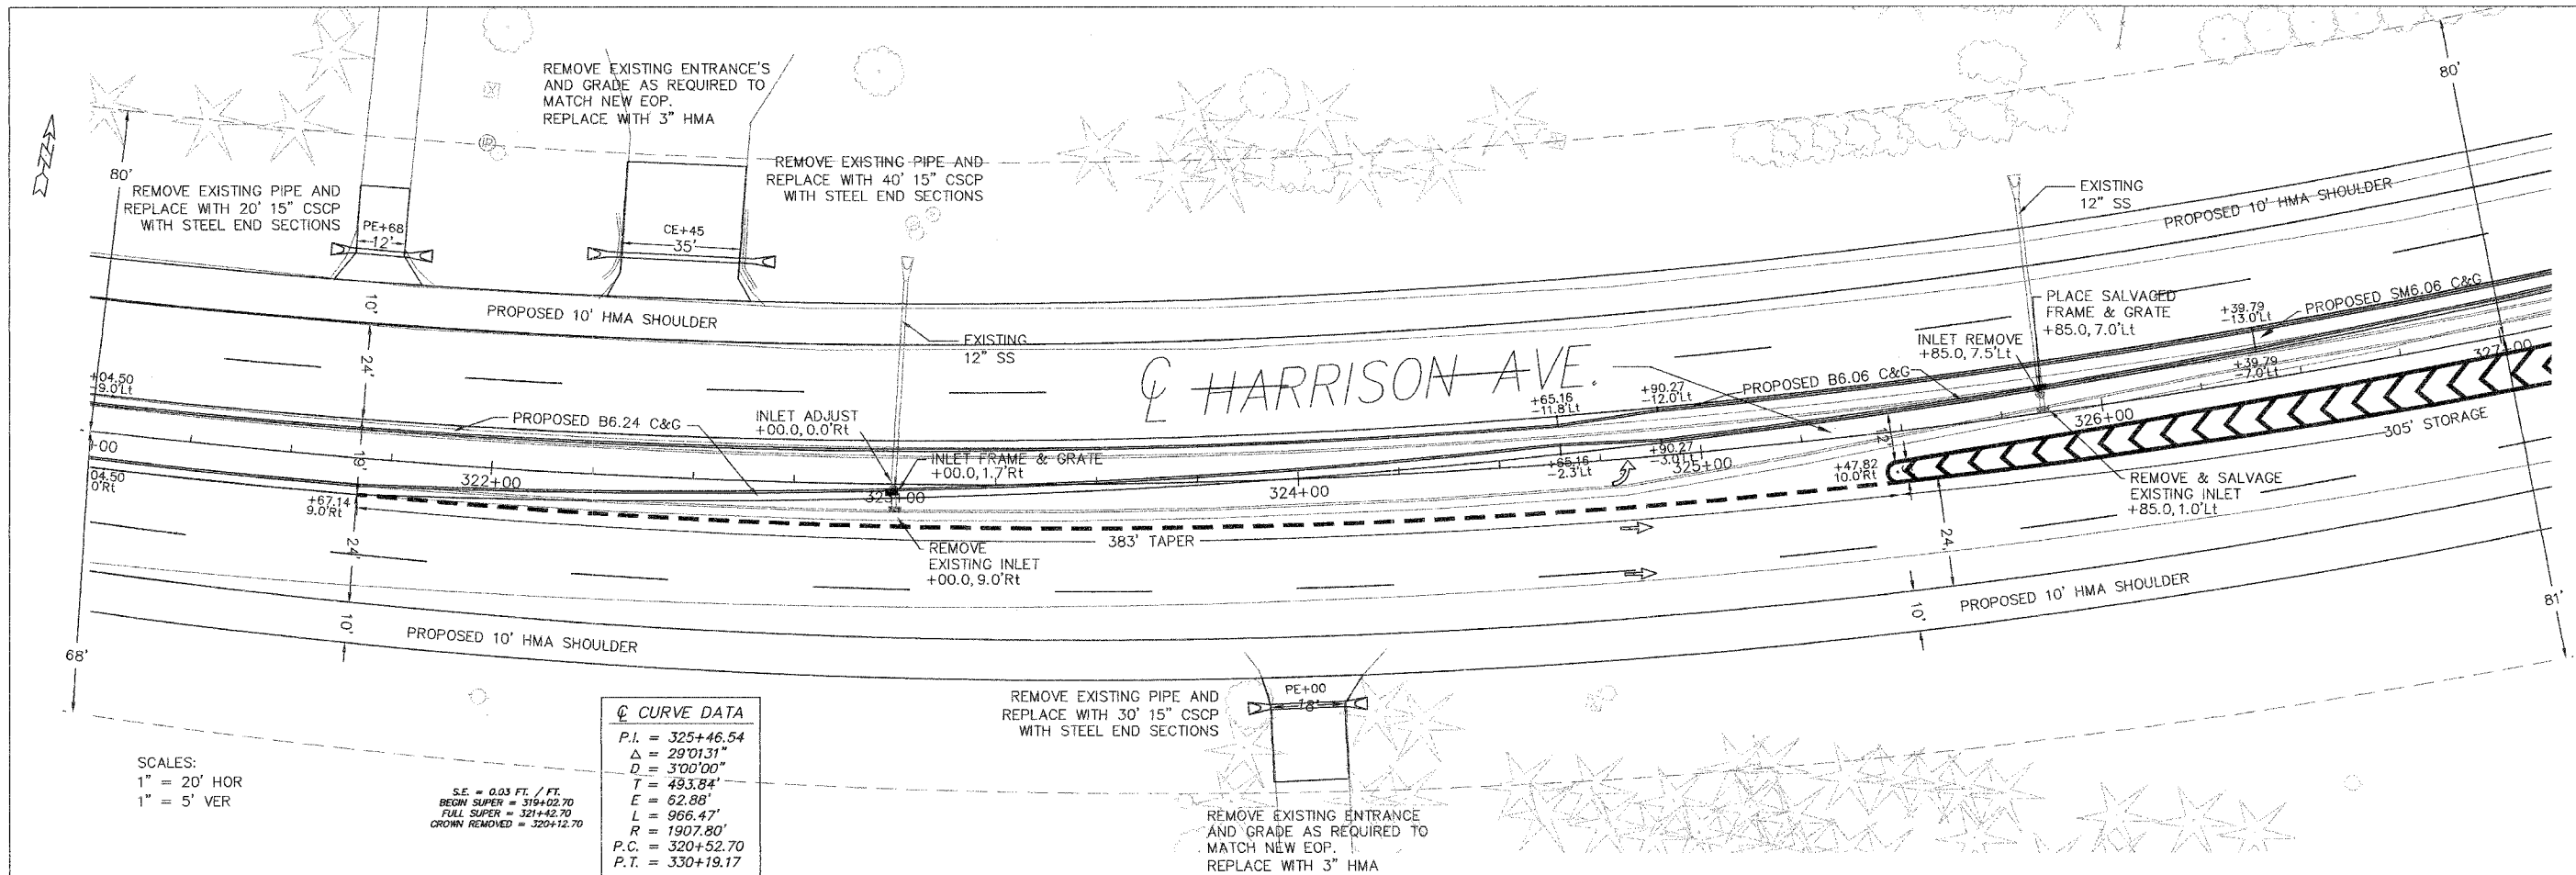 REMOVE EXISTING ENTRANCE'S
AND GRADE AS REQUIRED TO
MATCH NEW EOP.
REPLACE WITH 3" HMA
80'
80'
REMOVE EXISTING PIPE AND
REPLACE WITH 20' 15" CSCP
WITH STEEL END SECTIONS
REMOVE EXISTING PIPE AND
REPLACE WITH 40' 15" CSCP
WITH STEEL END SECTIONS
PE+68
12'
CE+45
35'
EXISTING
12" SS
PROPOSED 10' HMA SHOULDER
PROPOSED 10' HMA SHOULDER
10'
24'
EXISTING
12" SS
℄ HARRISON AVE.
PLACE SALVAGED
FRAME & GRATE
+85.0, 7.0'Lt
INLET REMOVE
+85.0, 7.5'Lt
+39.79
-13.0'Lt
PROPOSED SM6.06 C&G
+04.50
-9.0'Lt
PROPOSED B6.24 C&G
INLET ADJUST
+00.0, 0.0'Rt
INLET FRAME & GRATE
+00.0, 1.7'Rt
+65.16
-11.8'Lt
+90.27
-12.0'Lt
PROPOSED B6.06 C&G
+39.79
-7.0'Lt
327+00
+00
19'
322+00
323+00
324+00
+65.16
-2.3'Lt
+90.27
-3.0'Lt
325+00
12'
326+00
305' STORAGE
04.50
0'Rt
+67.14
9.0'Rt
+47.82
10.0'Rt
REMOVE & SALVAGE
EXISTING INLET
+85.0, 1.0'Lt
24'
383' TAPER
REMOVE
EXISTING INLET
+00.0, 9.0'Rt
24'
10'
PROPOSED 10' HMA SHOULDER
10'
PROPOSED 10' HMA SHOULDER
68'
81'
REMOVE EXISTING PIPE AND
REPLACE WITH 30' 15" CSCP
WITH STEEL END SECTIONS
PE+00
18'
REMOVE EXISTING ENTRANCE
AND GRADE AS REQUIRED TO
MATCH NEW EOP.
REPLACE WITH 3" HMA
SCALES:
1" = 20' HOR
1" = 5' VER
S.E. = 0.03 FT. / FT.
BEGIN SUPER = 319+02.70
FULL SUPER = 321+42.70
CROWN REMOVED = 320+12.70
℄ CURVE DATA
P.I. = 325+46.54
Δ = 29°01'31"
D = 3°00'00"
T = 493.84'
E = 62.88'
L = 966.47'
R = 1907.80'
P.C. = 320+52.70
P.T. = 330+19.17